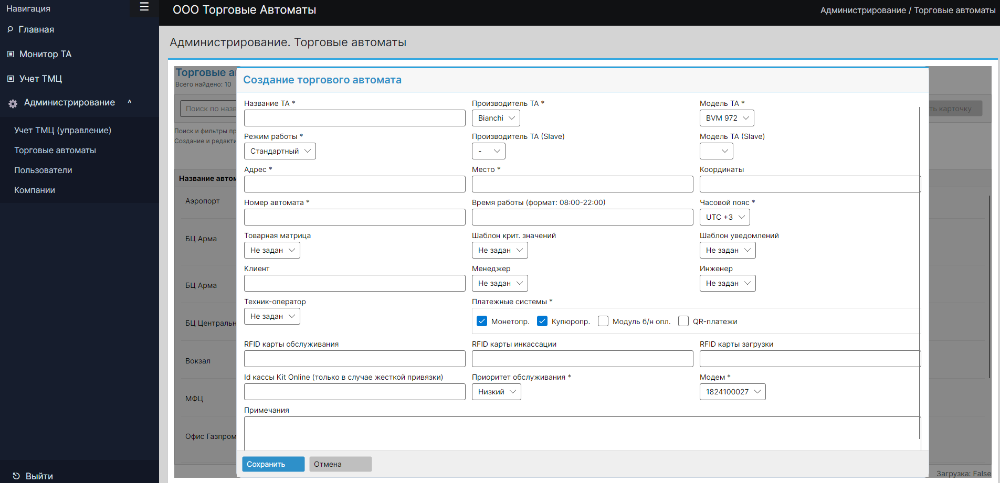 Навигация
ООО Торговые Автоматы
Администрирование / Торговые автоматы
Главная
Монитор ТА
Учет ТМЦ
Администрирование
Учет ТМЦ (управление)
Торговые автоматы
Пользователи
Компании
Выйти
Администрирование. Торговые автоматы
Торговые ав
Всего найдено: 10
Поиск по назв
ть карточку
Поиск и фильтры пр
Создание и редакти
Название автом
Аэропорт
БЦ Арма
БЦ Арма
БЦ Центральн
Вокзал
МФЦ
Офис Газпром
Загрузка: False
Создание торгового автомата
Название ТА * Производитель ТА * Модель ТА *
Bianchi BVM 972
Режим работы * Производитель ТА (Slave) Модель ТА (Slave)
Стандартный -
Адрес * Место * Координаты
Номер автомата * Время работы (формат: 08:00-22:00) Часовой пояс *
UTC +3
Товарная матрица Шаблон крит. значений Шаблон уведомлений
Не задан Не задан Не задан
Клиент Менеджер Инженер
Не задан Не задан
Техник-оператор Платежные системы *
Не задан Монетопр. Купюропр. Модуль б/н опл. QR-платежи
RFID карты обслуживания RFID карты инкассации RFID карты загрузки
Id кассы Kit Online (только в случае жесткой привязки) Приоритет обслуживания * Модем *
Низкий 1824100027
Примечания
Сохранить Отмена